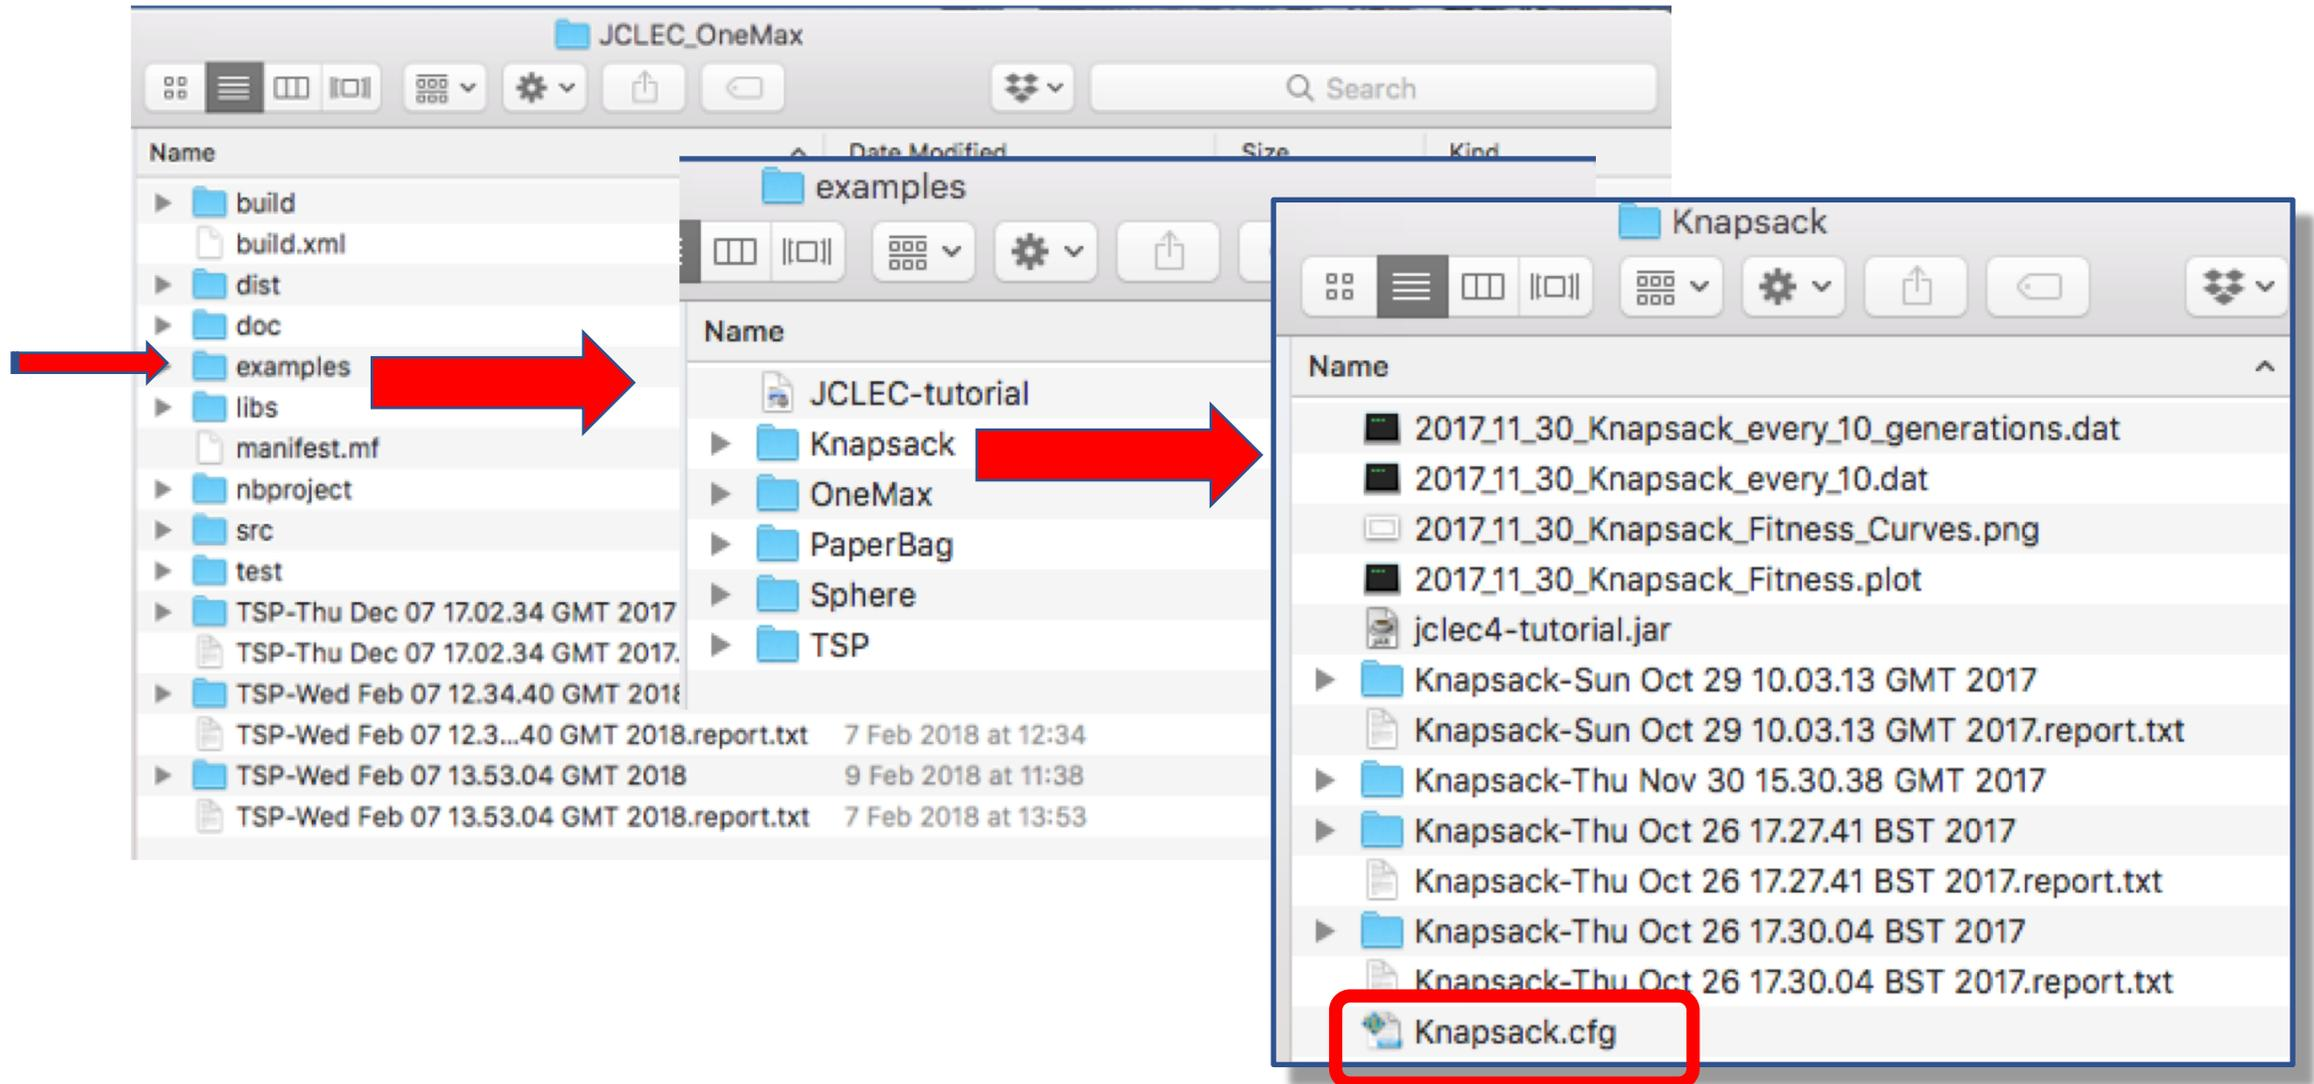 JCLEC_OneMax
Search
Name
Date Modified
Size
Kind
build
build.xml
dist
doc
examples
libs
manifest.mf
nbproject
src
test
TSP-Thu Dec 07 17.02.34 GMT 2017
TSP-Thu Dec 07 17.02.34 GMT 2017.
TSP-Wed Feb 07 12.34.40 GMT 2018
TSP-Wed Feb 07 12.3...40 GMT 2018.report.txt 7 Feb 2018 at 12:34
TSP-Wed Feb 07 13.53.04 GMT 2018 9 Feb 2018 at 11:38
TSP-Wed Feb 07 13.53.04 GMT 2018.report.txt 7 Feb 2018 at 13:53
examples
Name
JCLEC-tutorial
Knapsack
OneMax
PaperBag
Sphere
TSP
Knapsack
Name
2017_11_30_Knapsack_every_10_generations.dat
2017_11_30_Knapsack_every_10.dat
2017_11_30_Knapsack_Fitness_Curves.png
2017_11_30_Knapsack_Fitness.plot
jclec4-tutorial.jar
Knapsack-Sun Oct 29 10.03.13 GMT 2017
Knapsack-Sun Oct 29 10.03.13 GMT 2017.report.txt
Knapsack-Thu Nov 30 15.30.38 GMT 2017
Knapsack-Thu Oct 26 17.27.41 BST 2017
Knapsack-Thu Oct 26 17.27.41 BST 2017.report.txt
Knapsack-Thu Oct 26 17.30.04 BST 2017
Knapsack-Thu Oct 26 17.30.04 BST 2017.report.txt
Knapsack.cfg